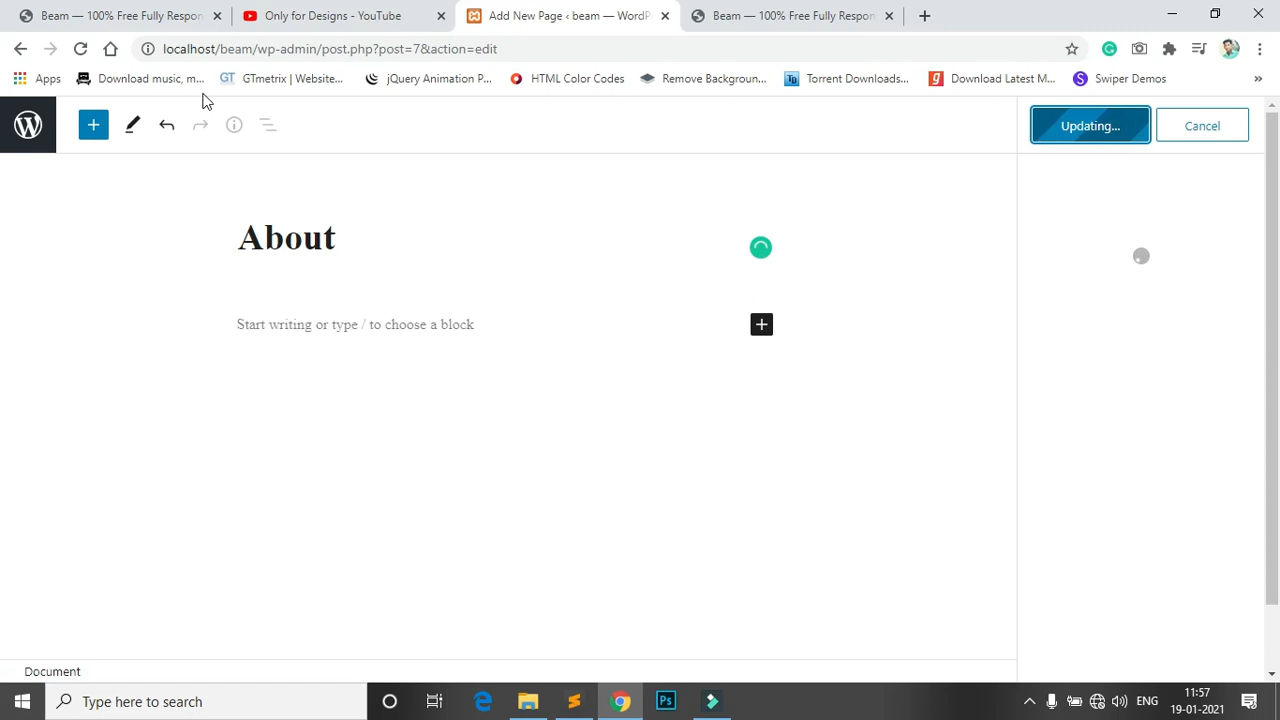 Beam — 100% Free Fully Respon
Only for Designs - YouTube
Add New Page ‹ beam — WordP
Beam — 100% Free Fully Respon
localhost/beam/wp-admin/post.php?post=7&action=edit
Apps
Download music, m...
GT
GTmetrix | Website...
jQuery Animation P...
HTML Color Codes
Remove Backgroun...
Torrent Downloads...
Download Latest M...
S
Swiper Demos
»
Updating...
Cancel
About
Start writing or type / to choose a block
Document
Type here to search
Ps
ENG
11:57
19-01-2021